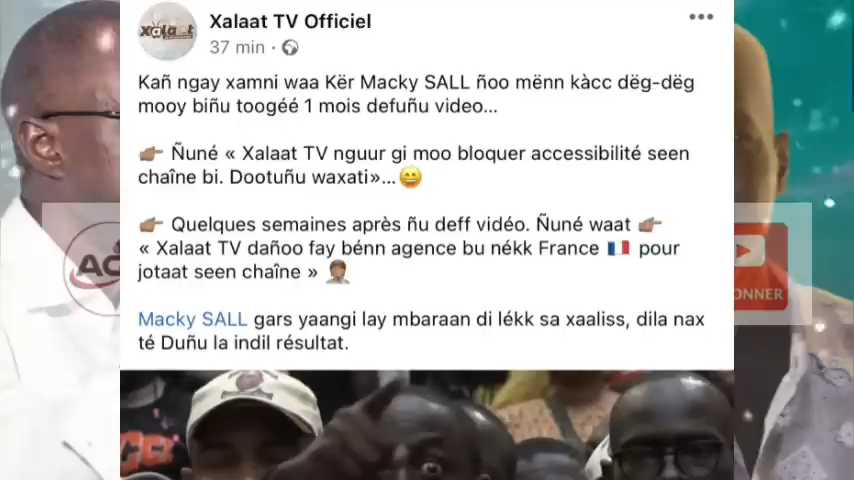 Xalaat TV Officiel
37 min ·
Kañ ngay xamni waa Kër Macky SALL ñoo mënn kàcc dëg-dëg
mooy biñu toogéé 1 mois defuñu video...
👉🏽 Ñuné « Xalaat TV nguur gi moo bloquer accessibilité seen
chaîne bi. Dootuñu waxati»...😄
👉🏽 Quelques semaines après ñu deff vidéo. Ñuné waat 👉🏽
« Xalaat TV dañoo fay bénn agence bu nékk France 🇫🇷 pour
jotaat seen chaîne » 🤦🏽‍♂️
Macky SALL gars yaangi lay mbaraan di lékk sa xaaliss, dila nax
té Duñu la indil résultat.